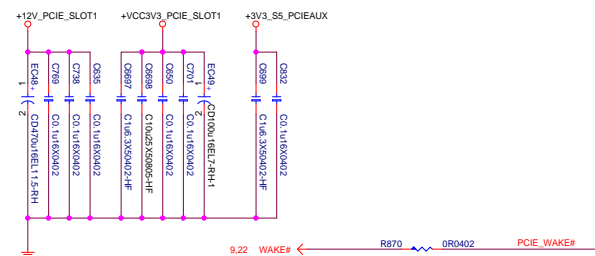 +12V_PCIE_SLOT1
+VCC3V3_PCIE_SLOT1
+3V3_S5_PCIEAUX
EC48
1
+
2
CD470u16EL11.5-RH
C769
C0.1u16X0402
C738
C0.1u16X0402
C635
C0.1u16X0402
C6697
C1u6.3X50402-HF
C6698
C10u25X50805-HF
C650
C0.1u16X0402
C701
C0.1u16X0402
EC49
1
+
2
CD100u16EL7-RH-1
C699
C1u6.3X50402-HF
C832
C0.1u16X0402
9,22 WAKE#
R870
0R0402
PCIE_WAKE#